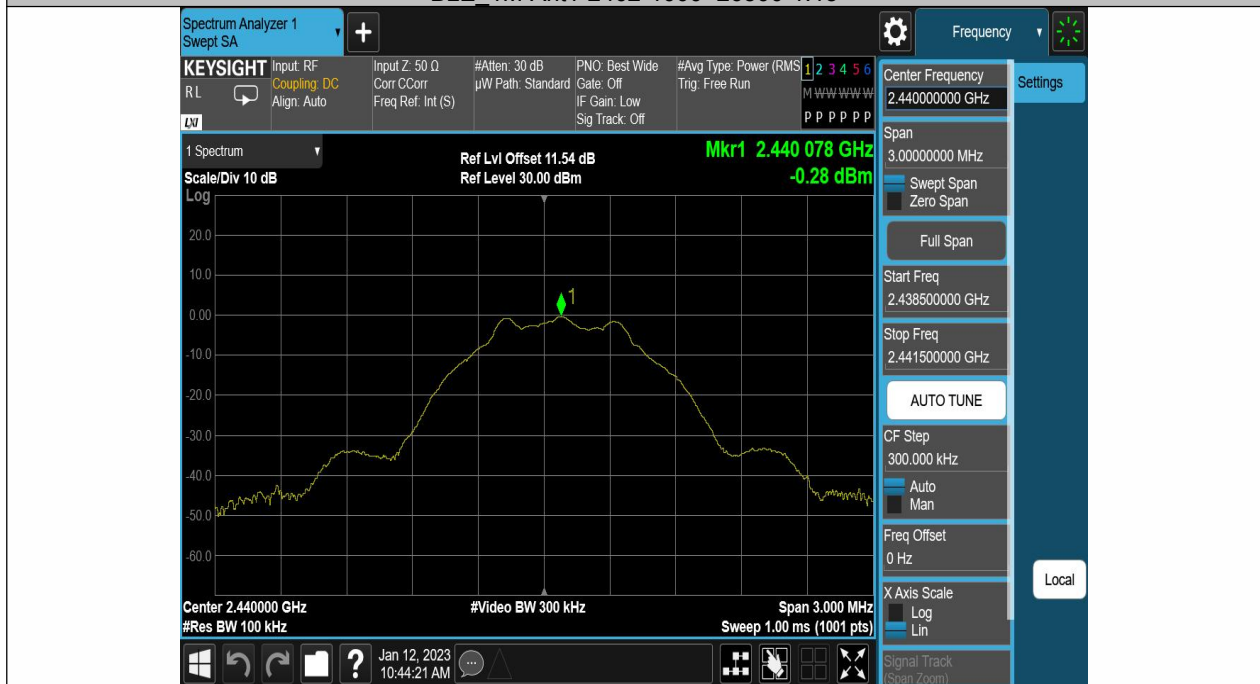 Spectrum Analyzer 1
Swept SA
+
Frequency
KEYSIGHT
RL
LXI
Input: RF
Coupling: DC
Align: Auto
Input Z: 50 Ω
Corr CCorr
Freq Ref: Int (S)
#Atten: 30 dB
µW Path: Standard
PNO: Best Wide
Gate: Off
IF Gain: Low
Sig Track: Off
#Avg Type: Power (RMS
Trig: Free Run
1 2 3 4 5 6
M W W W W W
P P P P P P
1 Spectrum
Scale/Div 10 dB
Log
Ref Lvl Offset 11.54 dB
Ref Level 30.00 dBm
Mkr1 2.440 078 GHz
-0.28 dBm
1
20.0
10.0
0.00
-10.0
-20.0
-30.0
-40.0
-50.0
-60.0
Center 2.440000 GHz
#Res BW 100 kHz
#Video BW 300 kHz
Span 3.000 MHz
Sweep 1.00 ms (1001 pts)
?
Jan 12, 2023
10:44:21 AM
Center Frequency
2.440000000 GHz
Span
3.00000000 MHz
Swept Span
Zero Span
Full Span
Start Freq
2.438500000 GHz
Stop Freq
2.441500000 GHz
AUTO TUNE
CF Step
300.000 kHz
Auto
Man
Freq Offset
0 Hz
X Axis Scale
Log
Lin
Signal Track
(Span Zoom)
Settings
Local